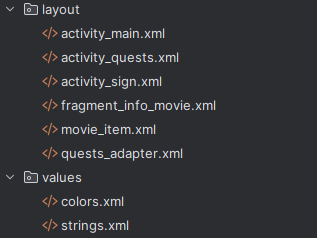 layout
activity_main.xml
activity_quests.xml
activity_sign.xml
fragment_info_movie.xml
movie_item.xml
quests_adapter.xml
values
colors.xml
strings.xml